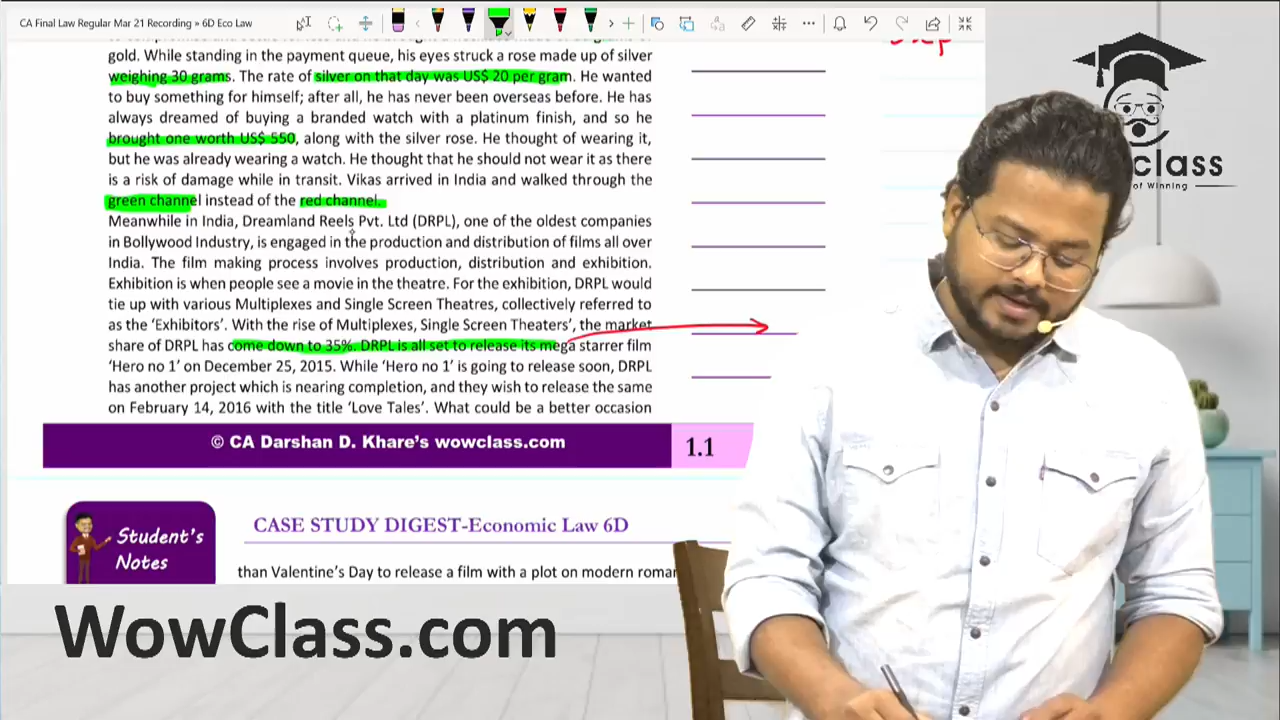 CA Final Law Regular Mar 21 Recording » 6D Eco Law
gold. While standing in the payment queue, his eyes struck a rose made up of silver
weighing 30 grams. The rate of silver on that day was US$ 20 per gram. He wanted
to buy something for himself; after all, he has never been overseas before. He has
always dreamed of buying a branded watch with a platinum finish, and so he
brought one worth US$ 550, along with the silver rose. He thought of wearing it,
but he was already wearing a watch. He thought that he should not wear it as there
is a risk of damage while in transit. Vikas arrived in India and walked through the
green channel instead of the red channel.
Meanwhile in India, Dreamland Reels Pvt. Ltd (DRPL), one of the oldest companies
in Bollywood Industry, is engaged in the production and distribution of films all over
India. The film making process involves production, distribution and exhibition.
Exhibition is when people see a movie in the theatre. For the exhibition, DRPL would
tie up with various Multiplexes and Single Screen Theatres, collectively referred to
as the ‘Exhibitors’. With the rise of Multiplexes, Single Screen Theaters’, the market
share of DRPL has come down to 35%. DRPL is all set to release its mega starrer film
‘Hero no 1’ on December 25, 2015. While ‘Hero no 1’ is going to release soon, DRPL
has another project which is nearing completion, and they wish to release the same
on February 14, 2016 with the title ‘Love Tales’. What could be a better occasion
© CA Darshan D. Khare’s wowclass.com
1.1
Student’s
Notes
CASE STUDY DIGEST-Economic Law 6D
than Valentine’s Day to release a film with a plot on modern
WowClass.com
class
of Winning